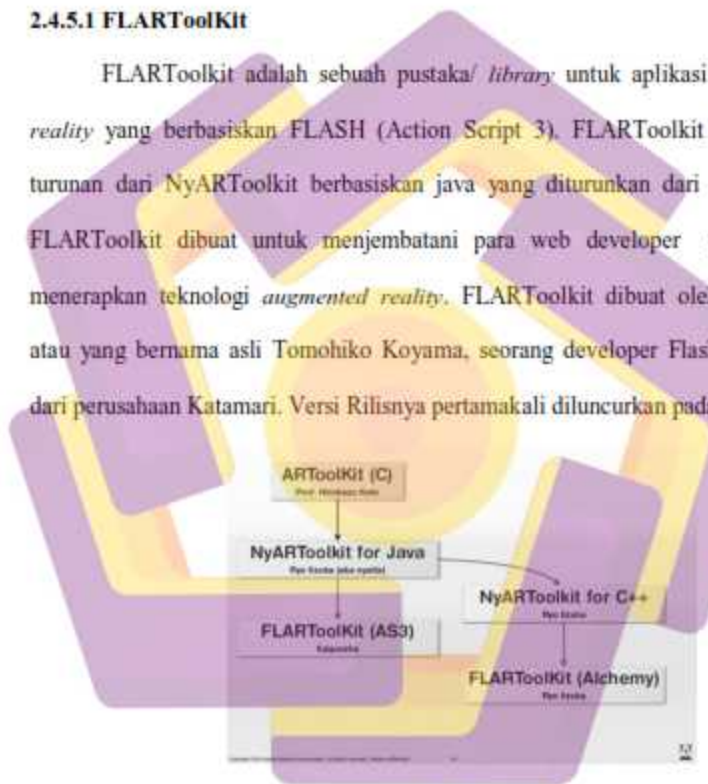 2.4.5.1 FLARToolKit
FLARToolkit adalah sebuah pustaka/ library untuk aplikasi
reality yang berbasiskan FLASH (Action Script 3). FLARToolkit
turunan dari NyARToolkit berbasiskan java yang diturunkan dari
FLARToolkit dibuat untuk menjembatani para web developer
menerapkan teknologi augmented reality. FLARToolkit dibuat ole
atau yang bernama asli Tomohiko Koyama, seorang developer Flas
dari perusahaan Katamari. Versi Rilisnya pertamakali diluncurkan pad
ARToolKit (C)
NyARToolkit for Java
NyARToolkit for C++
FLARToolKit (AS3)
FLARToolKit (Alchemy)